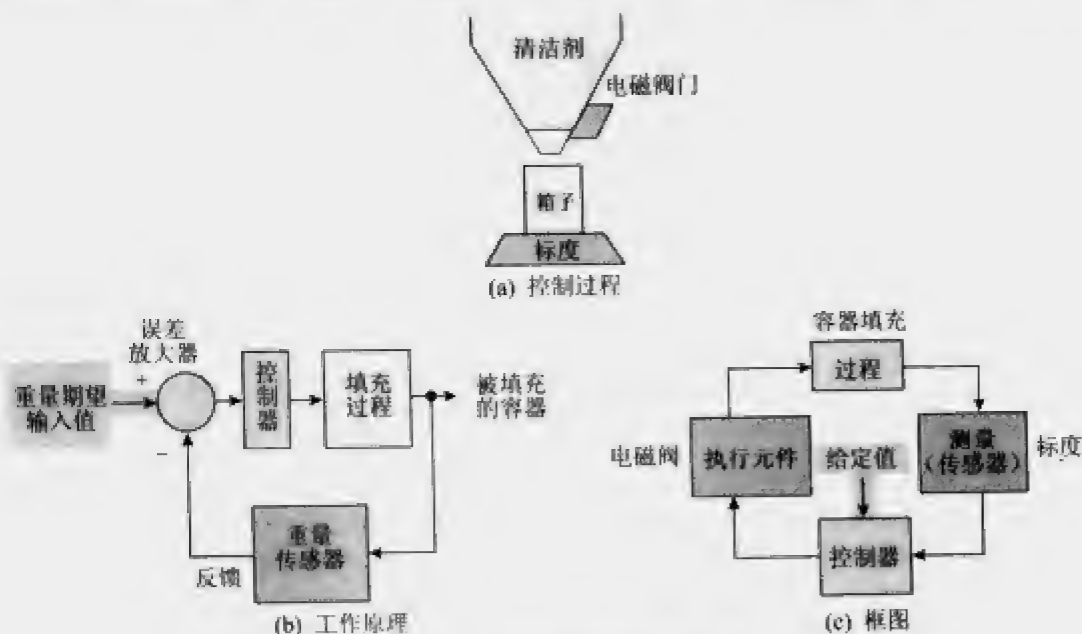 清洁剂
电磁阀门
箱子
标度
(a) 控制过程
误差
放大器
+
重量期望
输入值
−
控
制
器
填充
过程
被填充
的容器
重量
传感器
反馈
(b) 工作原理
容器填充
过程
电磁阀
执行元件
给定值
测量
(传感器)
标度
控制器
(c) 框图